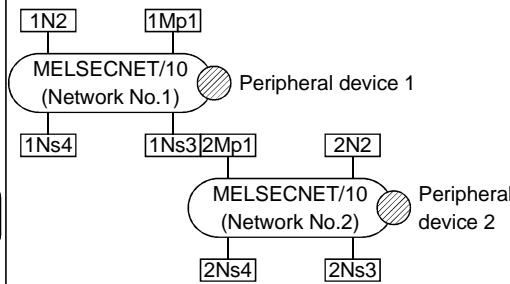 1N2 1Mp1
MELSECNET/10
(Network No.1)
Peripheral device 1
1Ns4 1Ns3 2Mp1 2N2
MELSECNET/10
(Network No.2)
Peripheral
device 2
2Ns4 2Ns3